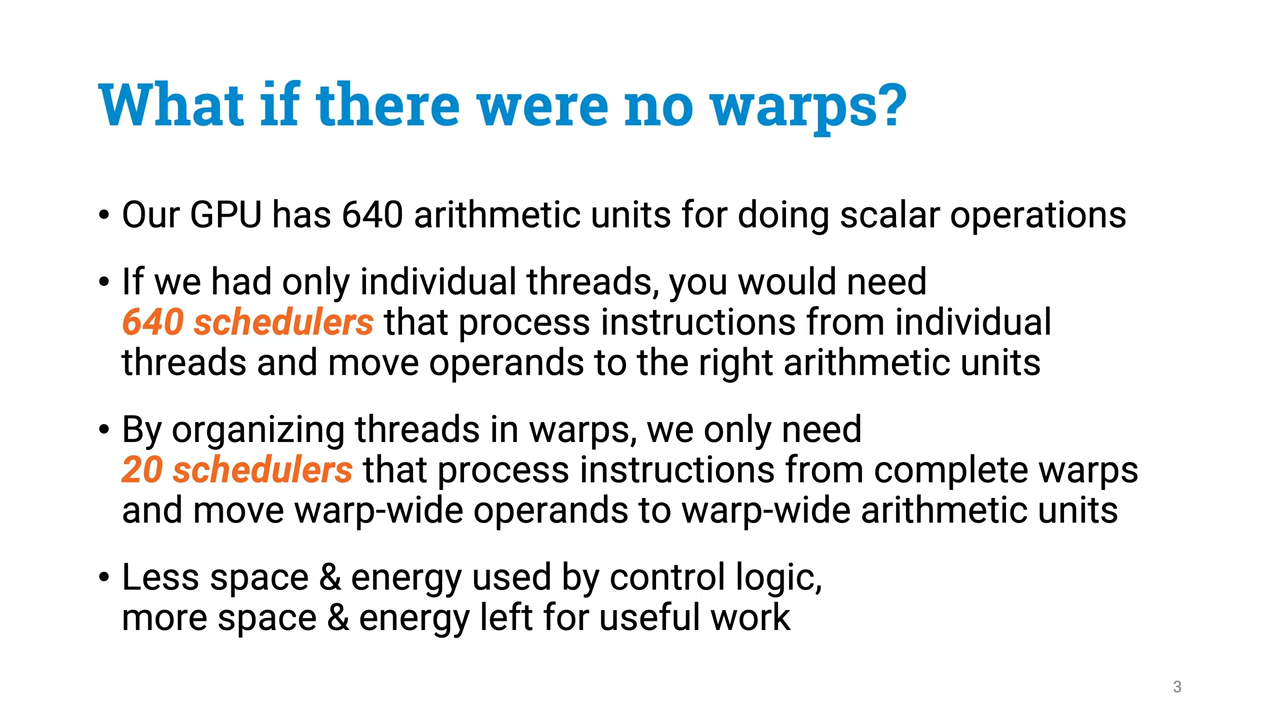 What if there were no warps?
• Our GPU has 640 arithmetic units for doing scalar operations
• If we had only individual threads, you would need
640 schedulers that process instructions from individual
threads and move operands to the right arithmetic units
• By organizing threads in warps, we only need
20 schedulers that process instructions from complete warps
and move warp-wide operands to warp-wide arithmetic units
• Less space & energy used by control logic,
more space & energy left for useful work
3